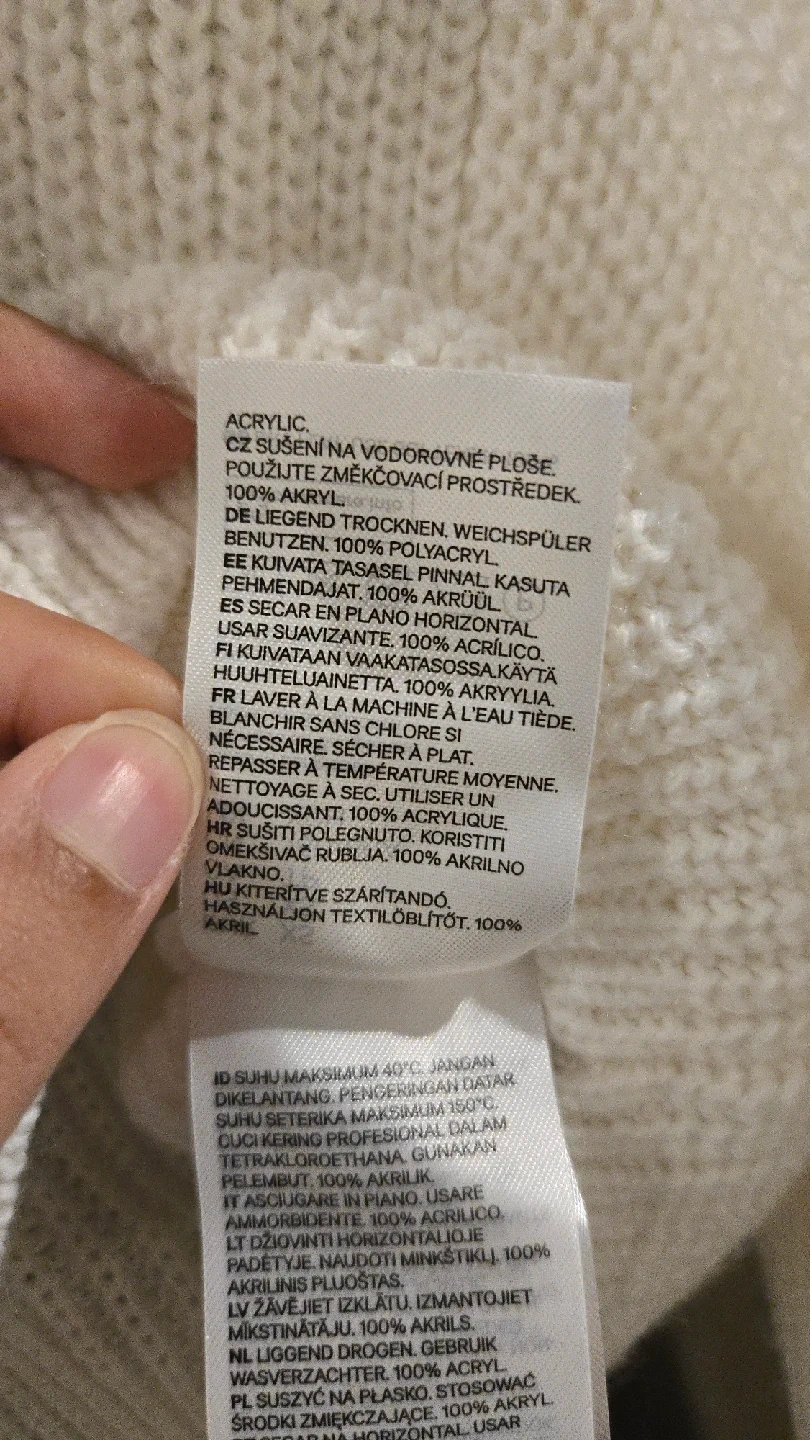 ACRYLIC.
CZ SUŠENÍ NA VODOROVNÉ PLOŠE.
POUŽIJTE ZMĚKČOVACÍ PROSTŘEDEK.
100% AKRYL.
DE LIEGEND TROCKNEN. WEICHSPÜLER
BENUTZEN. 100% POLYACRYL.
EE KUIVATA TASASEL PINNAL. KASUTA
PEHMENDAJAT. 100% AKRÜÜL.
ES SECAR EN PLANO HORIZONTAL.
USAR SUAVIZANTE. 100% ACRÍLICO.
FI KUIVATAAN VAAKATASOSSA.KÄYTÄ
HUUHTELUAINETTA. 100% AKRYYLIA.
FR LAVER À LA MACHINE À L'EAU TIÈDE.
BLANCHIR SANS CHLORE SI
NÉCESSAIRE. SÉCHER À PLAT.
REPASSER À TEMPÉRATURE MOYENNE.
NETTOYAGE À SEC. UTILISER UN
ADOUCISSANT. 100% ACRYLIQUE.
HR SUŠITI POLEGNUTO. KORISTITI
OMEKŠIVAČ RUBLJA. 100% AKRILNO
VLAKNO.
HU KITERÍTVE SZÁRÍTANDÓ.
HASZNÁLJON TEXTILÖBLÍTŐT. 100%
AKRIL.
ID SUHU MAKSIMUM 40°C. JANGAN
DIKELANTANG. PENGERINGAN DATAR.
SUHU SETERIKA MAKSIMUM 150°C.
CUCI KERING PROFESIONAL DALAM
TETRAKLOROETHANA. GUNAKAN
PELEMBUT. 100% AKRILIK.
IT ASCIUGARE IN PIANO. USARE
AMMORBIDENTE. 100% ACRILICO.
LT DŽIOVINTI HORIZONTALIOJE
PADĖTYJE. NAUDOTI MINKŠTIKLĮ. 100%
AKRILINIS PLUOŠTAS.
LV ŽĀVĒJIET IZKLĀTU. IZMANTOJIET
MĪKSTINĀTĀJU. 100% AKRILS.
NL LIGGEND DROGEN. GEBRUIK
WASVERZACHTER. 100% ACRYL.
PL SUSZYĆ NA PŁASKO. STOSOWAĆ
ŚRODKI ZMIĘKCZAJĄCE. 100% AKRYL.
SECAR NA HORIZONTAL. USAR